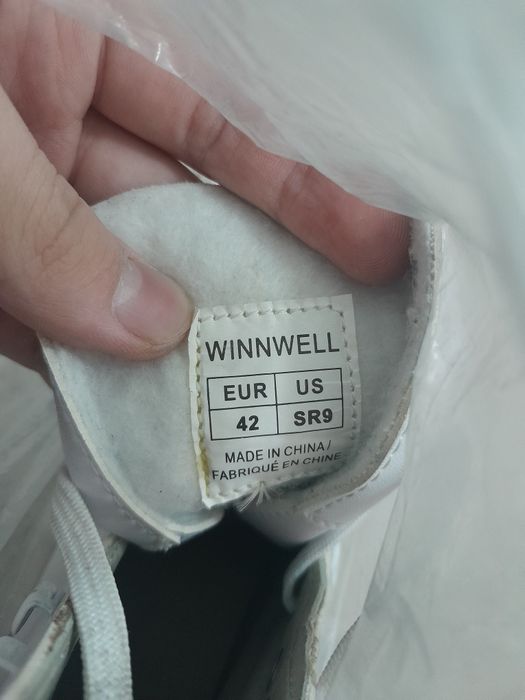 WINNWELL
EUR US
42 SR9
MADE IN CHINA /
FABRIQUÉ EN CHINE